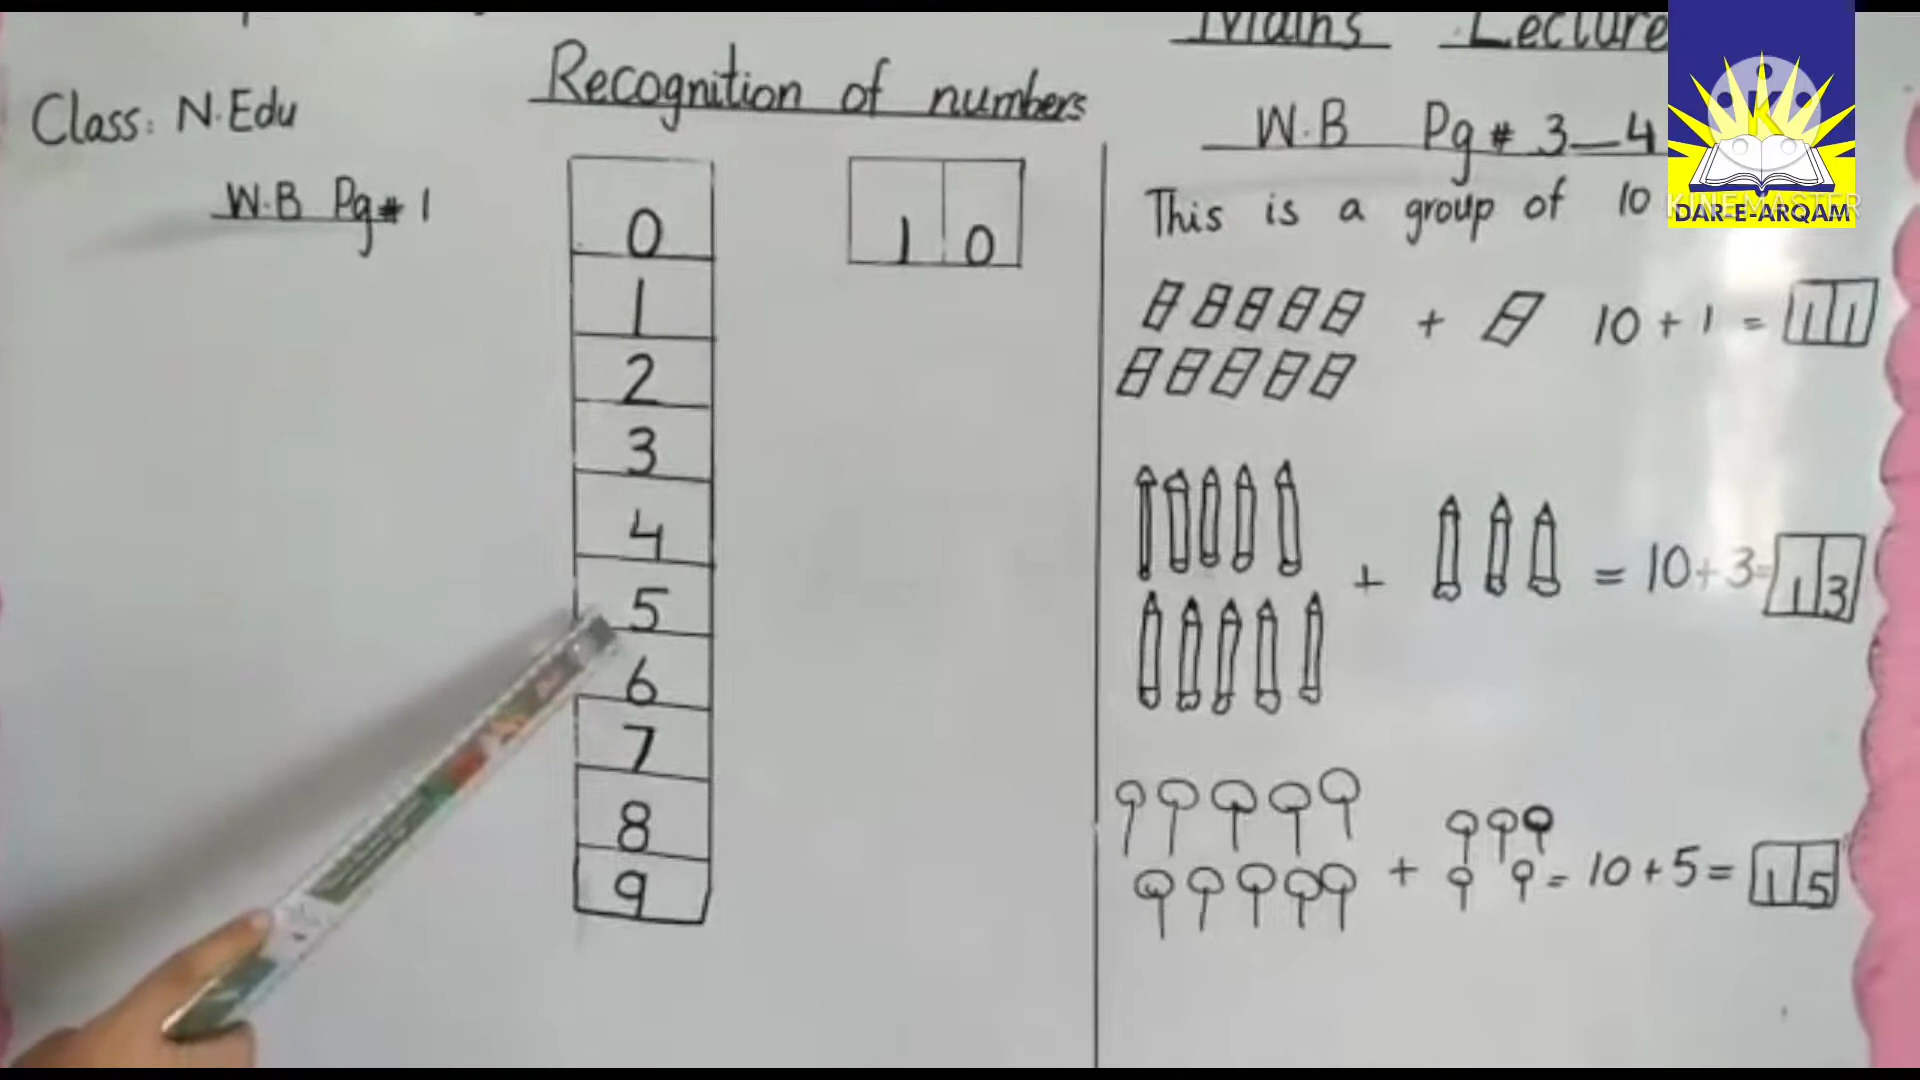 Maths Lecture
Recognition of numbers
Class: N.Edu
W.B Pg# 1
0
1
2
3
4
5
6
7
8
9
1 0
W.B Pg# 3—4
This is a group of 10
+ 10 + 1 = 11
+ = 10+3= 13
+ = 10+5= 15
KINEMASTER
DAR-E-ARQAM